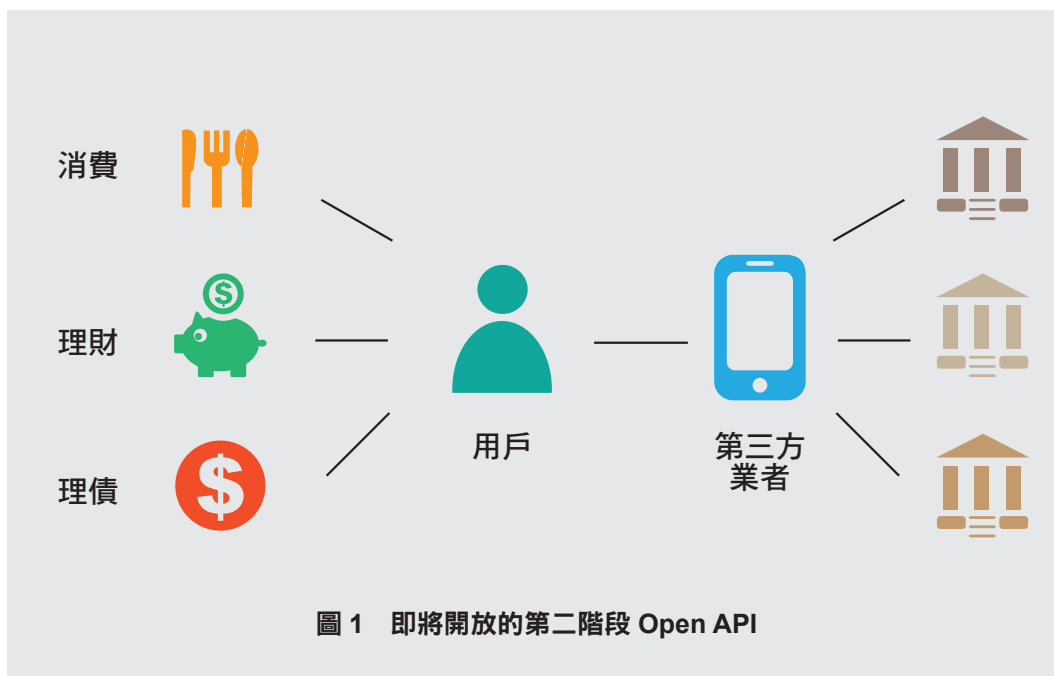 消費
理財
理債
用戶
第三方
業者
圖 1 即將開放的第二階段 Open API